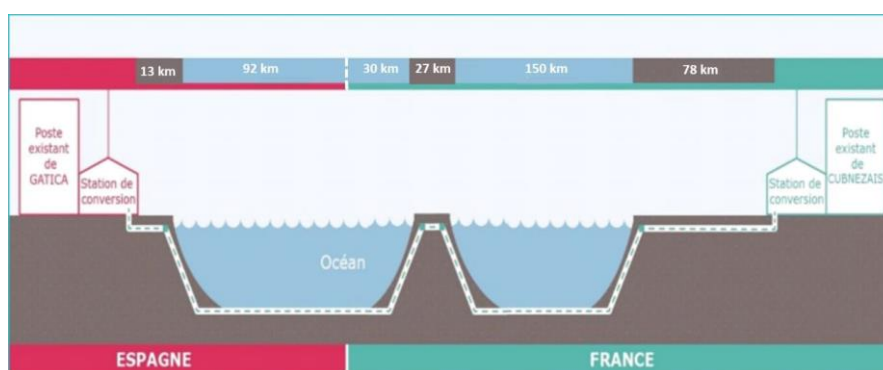 13 km 92 km 30 km 27 km 150 km 78 km
Poste
existant
de
GATICA
Station de
conversion
Océan
Station de
conversion
Poste
existant
de
CUBNEZAIS
ESPAGNE FRANCE